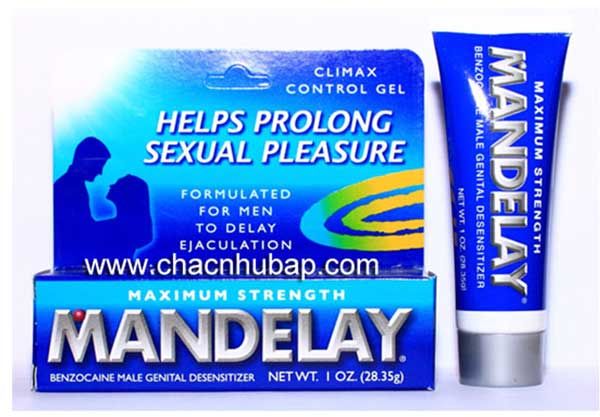 CLIMAX
CONTROL GEL
HELPS PROLONG
SEXUAL PLEASURE
FORMULATED
FOR MEN
TO DELAY
EJACULATION
www.chacnhubap.com
MAXIMUM STRENGTH
MANDELAY®
BENZOCAINE MALE GENITAL DESENSITIZER NET WT. 1 OZ. (28.35g)
MAXIMUM STRENGTH
MANDELAY®
BENZOCAINE MALE GENITAL DESENSITIZER
NET WT. 1 OZ. (28.35g)